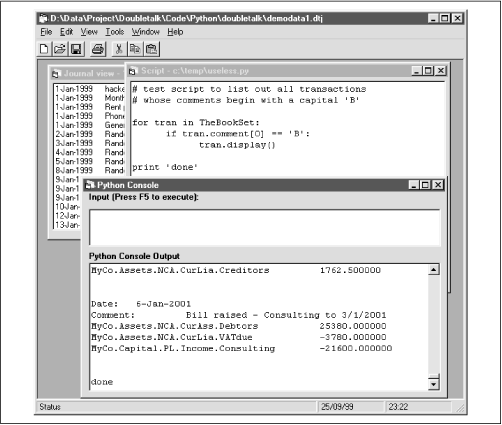 D:\Data\Project\Doubletalk\Code\Python\doubletalk\demodata1.dtj
File Edit View Tools Window Help
Journal view -
1-Jan-1999 hacke
1-Jan-1999 Month
1-Jan-1999 Rent
1-Jan-1999 Phone
1-Jan-1999 Gener
2-Jan-1999 Rand
3-Jan-1999 Rand
4-Jan-1999 Rand
5-Jan-1999 Rand
8-Jan-1999 Rand
9-Jan-1
9-Jan-1
9-Jan-1
10-Jan-
12-Jan-
13-Jan-
Script - c:\temp\useless.py
# test script to list out all transactions
# whose comments begin with a capital 'B'
for tran in TheBookSet:
if tran.comment[0] == 'B':
tran.display()
print 'done'
Python Console
Input (Press F5 to execute):
Python Console Output
MyCo.Assets.NCA.CurLia.Creditors 1762.500000
Date: 6-Jan-2001
Comment: Bill raised - Consulting to 3/1/2001
MyCo.Assets.NCA.CurAss.Debtors 25380.000000
MyCo.Assets.NCA.CurLia.VATdue -3780.000000
MyCo.Capital.PL.Income.Consulting -21600.000000
done
Status 25/09/99 23:22